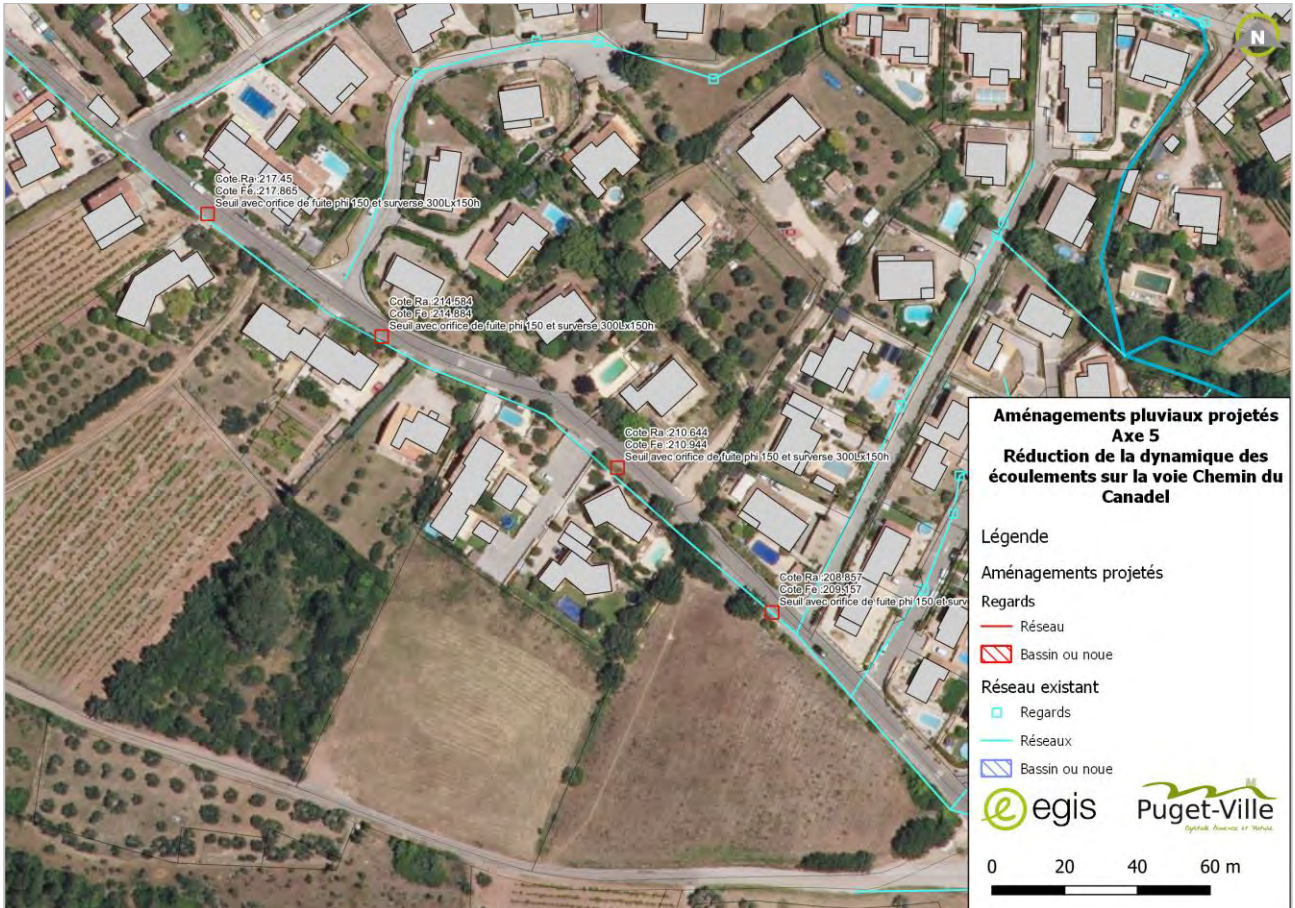 N
Cote Ra :217.45
Cote Fe :217.865
Seuil avec orifice de fuite phi 150 et surverse 300Lx150h
Cote Ra :214.584
Cote Fe :214.884
Seuil avec orifice de fuite phi 150 et surverse 300Lx150h
Cote Ra :210.644
Cote Fe :210.944
Seuil avec orifice de fuite phi 150 et surverse 300Lx150h
Cote Ra :208.857
Cote Fe :209.157
Seuil avec orifice de fuite phi 150 et surve
Aménagements pluviaux projetés
Axe 5
Réduction de la dynamique des
écoulements sur la voie Chemin du
Canadel
Légende
Aménagements projetés
Regards
Réseau
Bassin ou noue
Réseau existant
Regards
Réseaux
Bassin ou noue
egis
Puget-Ville
0 20 40 60 m